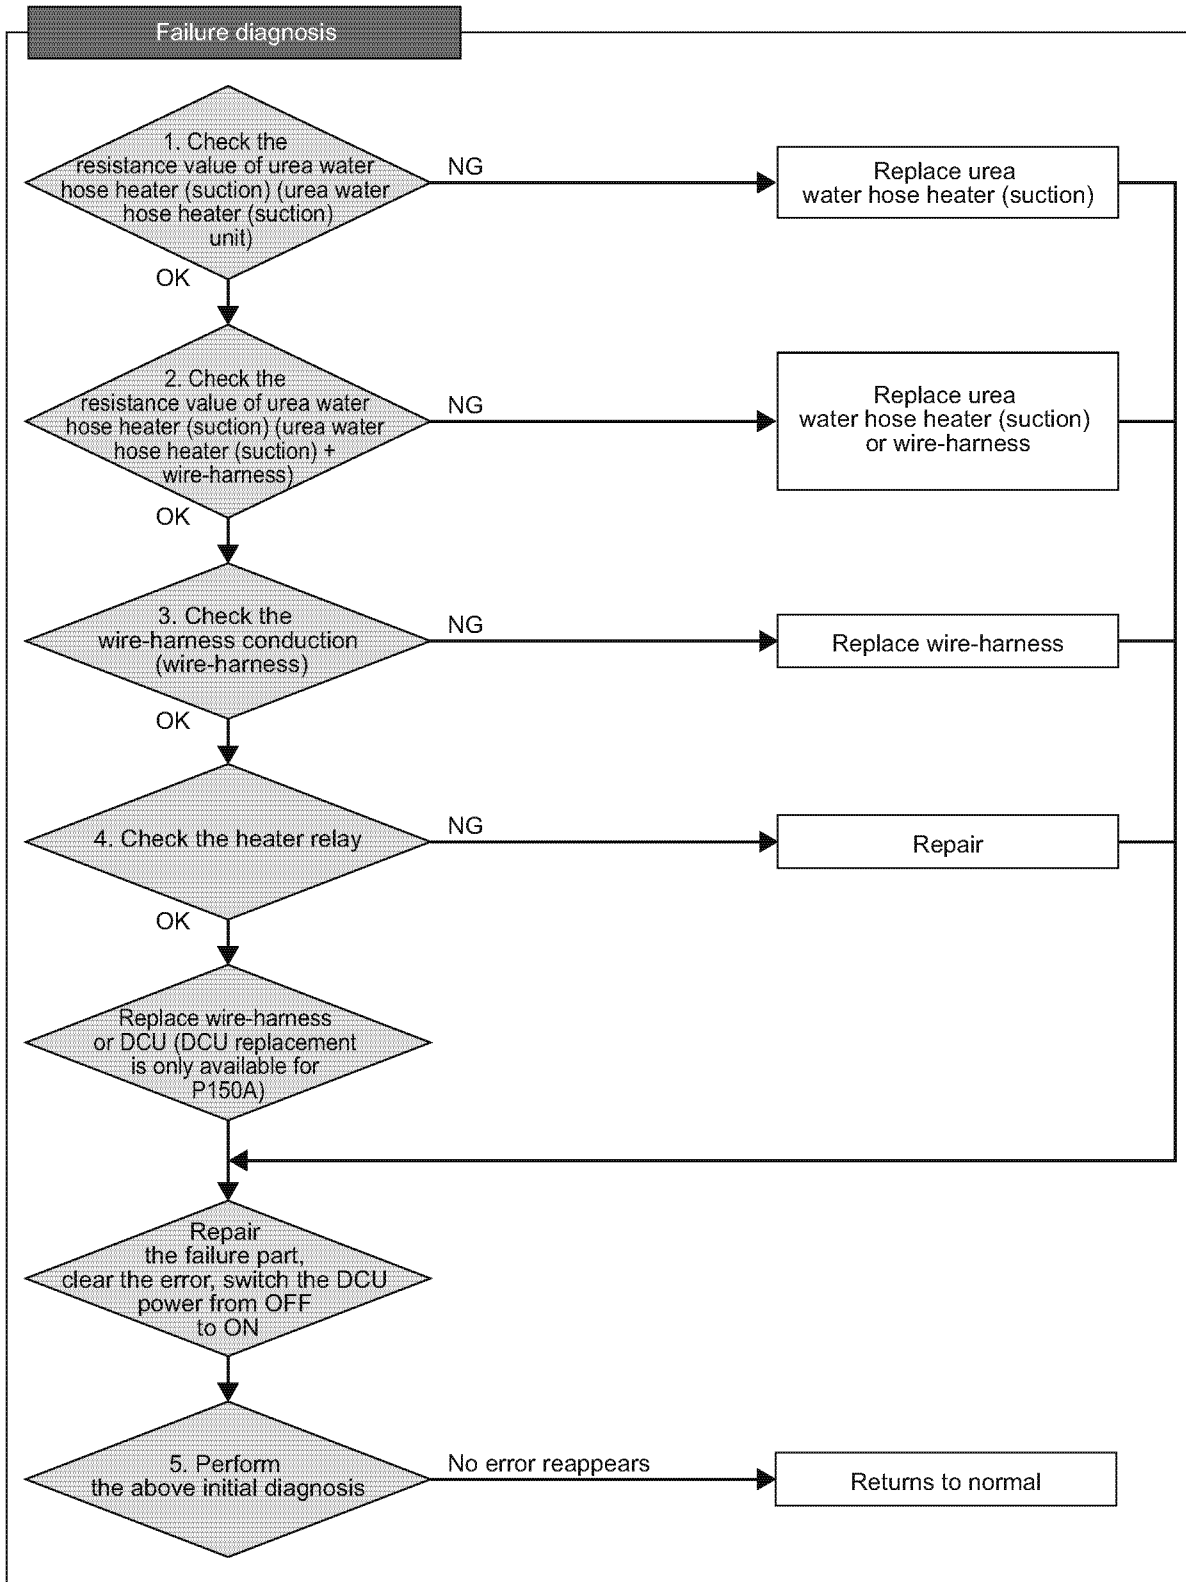 Failure diagnosis
1. Check the
resistance value of urea water
hose heater (suction) (urea water
hose heater (suction)
unit)
NG
Replace urea
water hose heater (suction)
OK
2. Check the
resistance value of urea water
hose heater (suction) (urea water
hose heater (suction) +
wire-harness)
NG
Replace urea
water hose heater (suction)
or wire-harness
OK
3. Check the
wire-harness conduction
(wire-harness)
NG
Replace wire-harness
OK
4. Check the heater relay
NG
Repair
OK
Replace wire-harness
or DCU (DCU replacement
is only available for
P150A)
Repair
the failure part,
clear the error, switch the DCU
power from OFF
to ON
5. Perform
the above initial diagnosis
No error reappears
Returns to normal